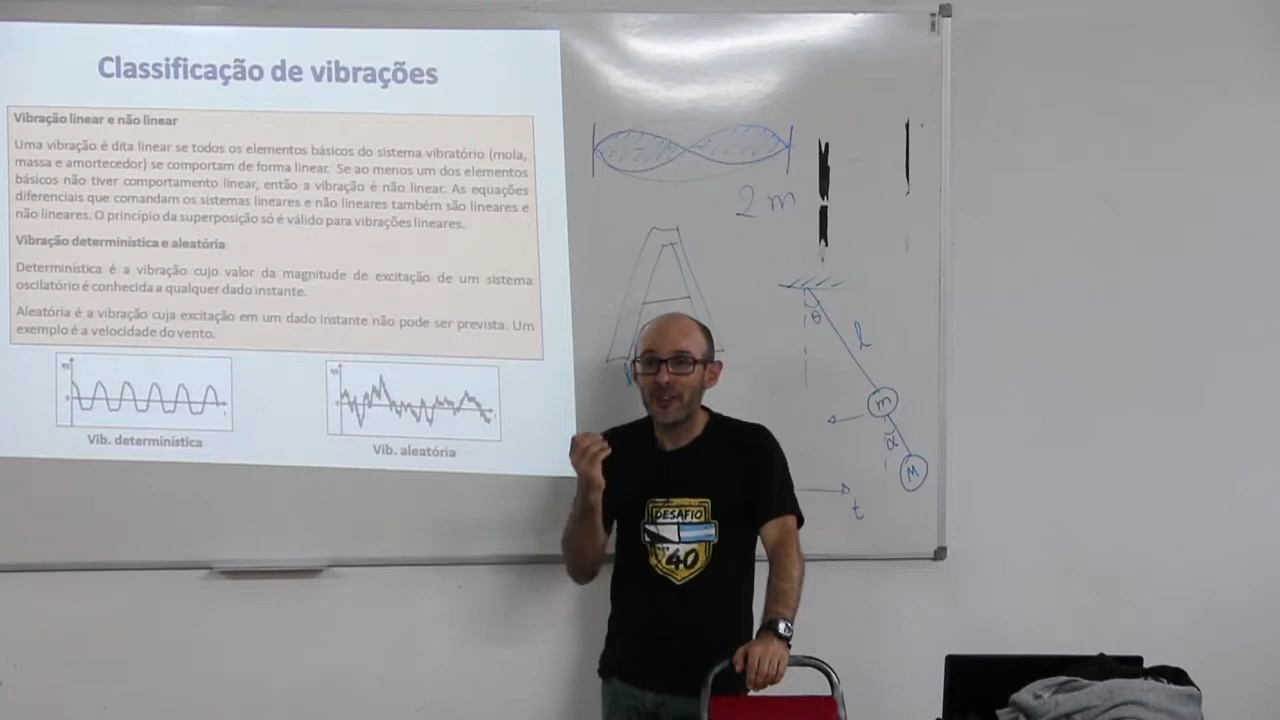 Classificação de vibrações
Vibração linear e não linear
Uma vibração é dita linear se todos os elementos básicos do sistema vibratório (mola,
massa e amortecedor) se comportam de forma linear. Se ao menos um dos elementos
básicos não tiver comportamento linear, então a vibração é não linear. As equações
diferenciais que comandam os sistemas lineares e não lineares também são lineares e
não lineares. O princípio da superposição só é válido para vibrações lineares.
Vibração determinística e aleatória
Determinística é a vibração cujo valor da magnitude de excitação de um sistema
oscilatório é conhecida a qualquer dado instante.
Aleatória é a vibração cuja excitação em um dado instante não pode ser prevista. Um
exemplo é a velocidade do vento.
Vib. determinística
Vib. aleatória
2 m
θ
l
m
α
M
t
DESAFIO
40